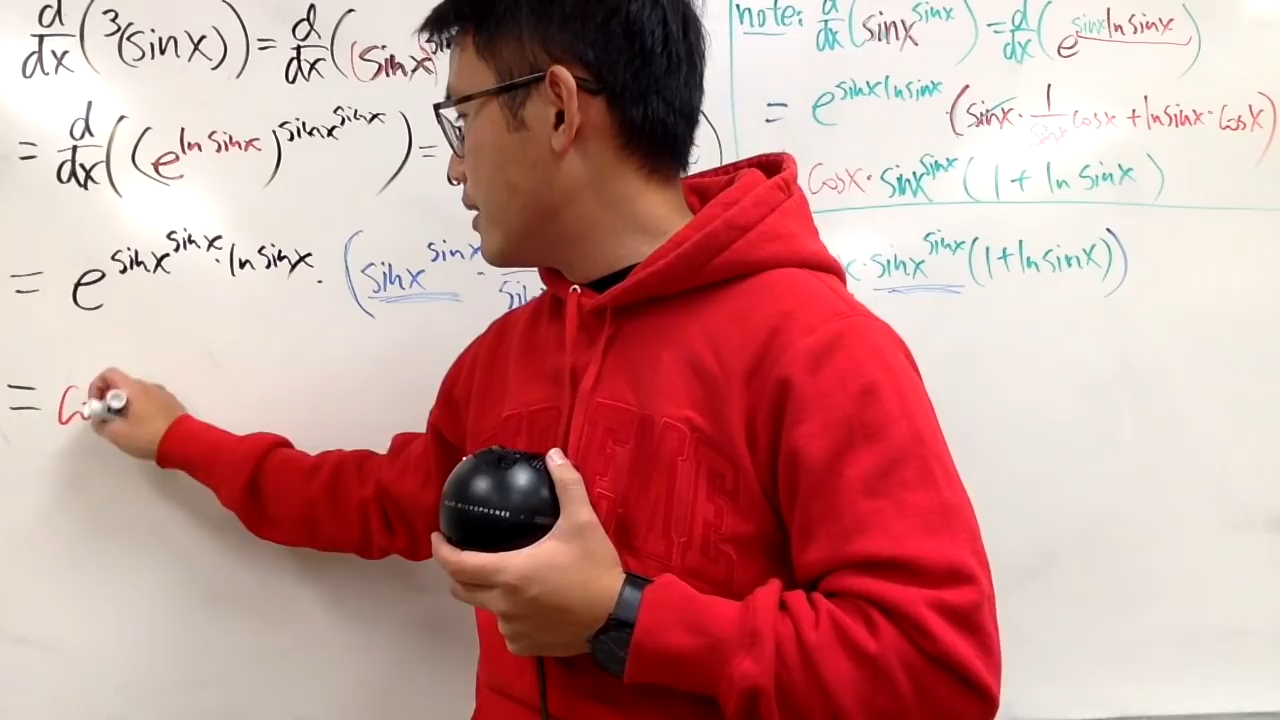 d/dx(³(sinx)) = d/dx((sinx)
= d/dx((e^(ln sinx))^(sinx^(sinx))) =
= e^(sinx^(sinx)·ln sinx) · (sinx^(sinx) ·
· sinx^(sinx)(1+ln sinx))
=
note: d/dx(sinx^(sinx)) = d/dx(e^(sinx ln sinx))
= e^(sinx ln sinx) (sinx · 1/sinx cosx + ln sinx · cosx)
cosx · sinx^(sinx) (1 + ln sinx)
BLUE MICROPHONES